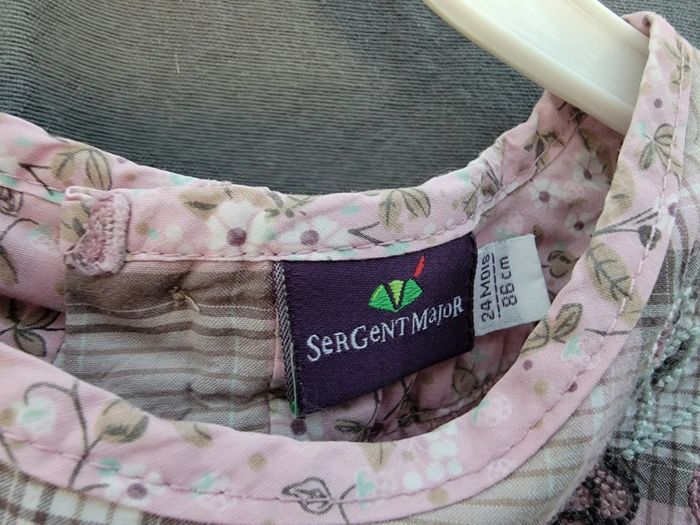 SERGENT MAJOR
24 MOIS
86 cm